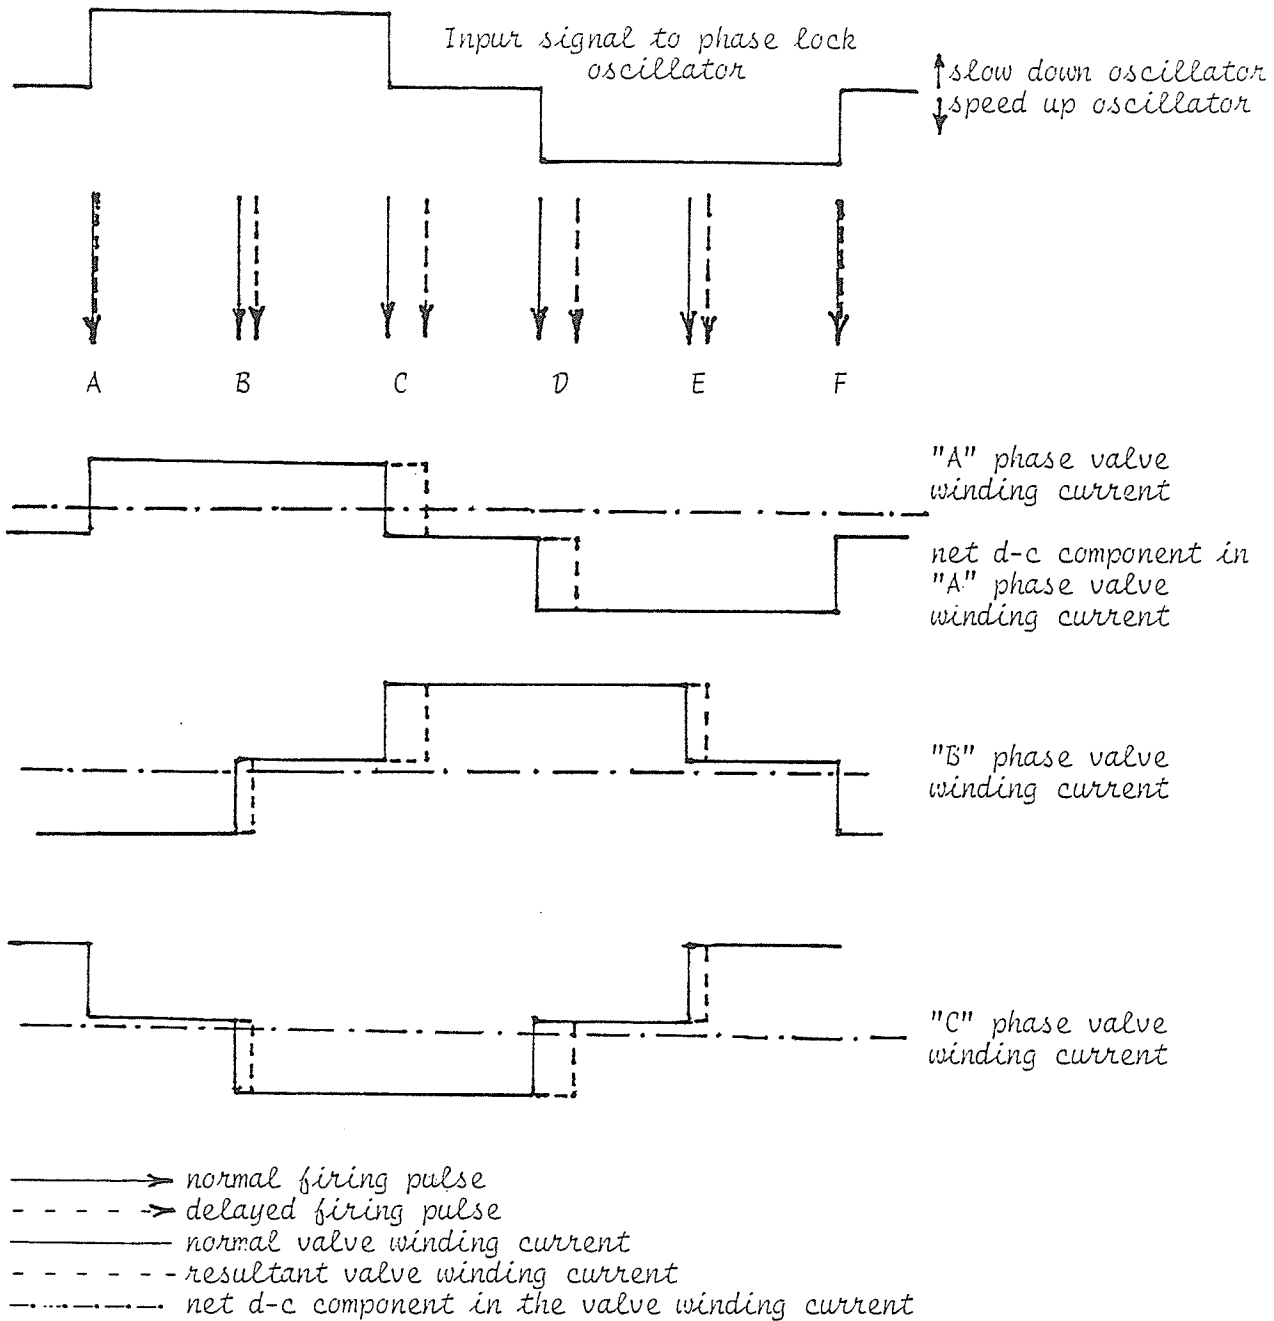 Inpur signal to phase lock
oscillator
slow down oscillator
speed up oscillator
A B C D E F
"A" phase valve
winding current
net d-c component in
"A" phase valve
winding current
"B" phase valve
winding current
"C" phase valve
winding current
normal firing pulse
delayed firing pulse
normal valve winding current
resultant valve winding current
net d-c component in the valve winding current